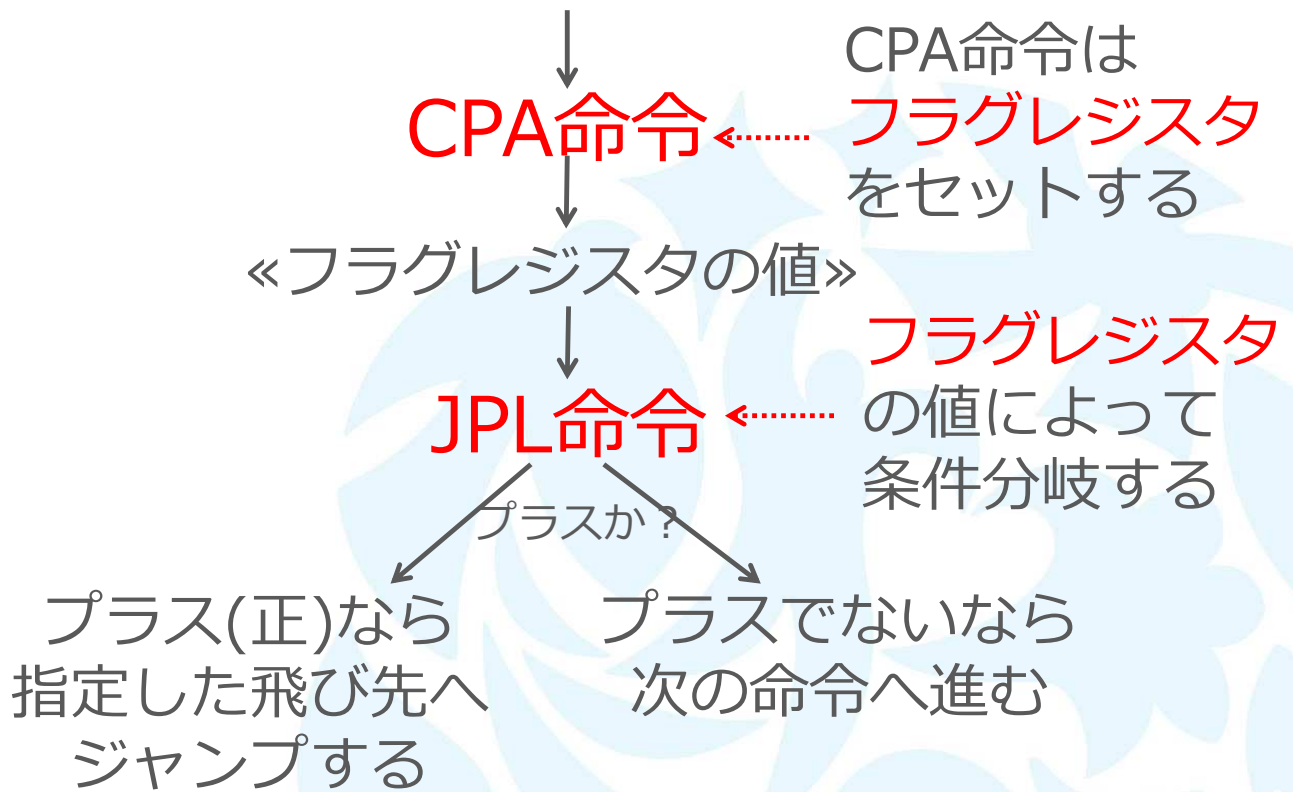 CPA命令は
フラグレジスタ
をセットする
CPA命令
«フラグレジスタの値»
フラグレジスタ
の値によって
条件分岐する
JPL命令
プラスか？
プラス(正)なら
指定した飛び先へ
ジャンプする
プラスでないなら
次の命令へ進む